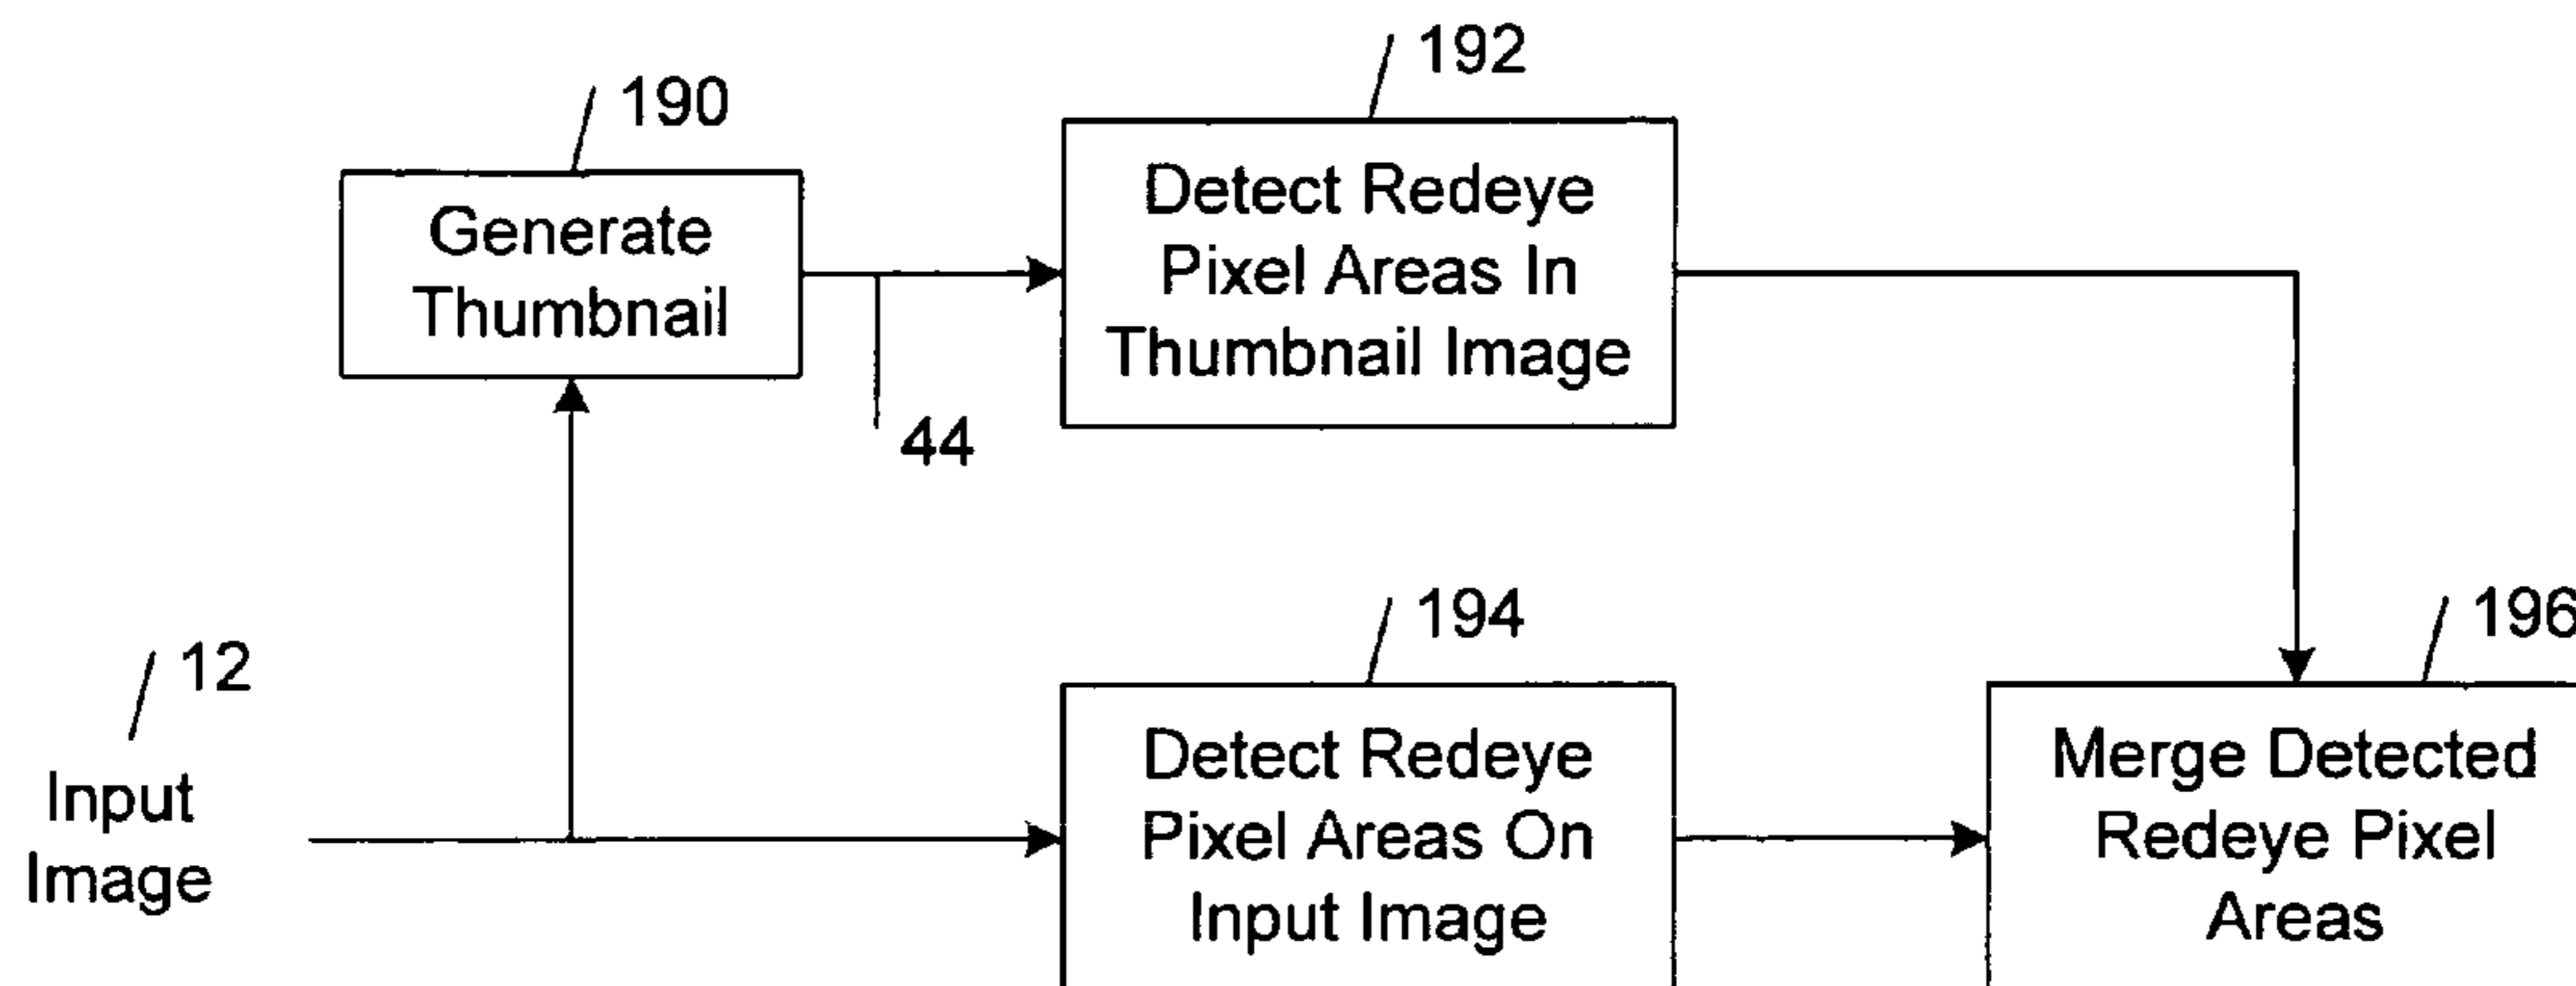 192
190
Generate
Thumbnail
Detect Redeye
Pixel Areas In
Thumbnail Image
44
12
Input
Image
194
Detect Redeye
Pixel Areas On
Input Image
196
Merge Detected
Redeye Pixel
Areas